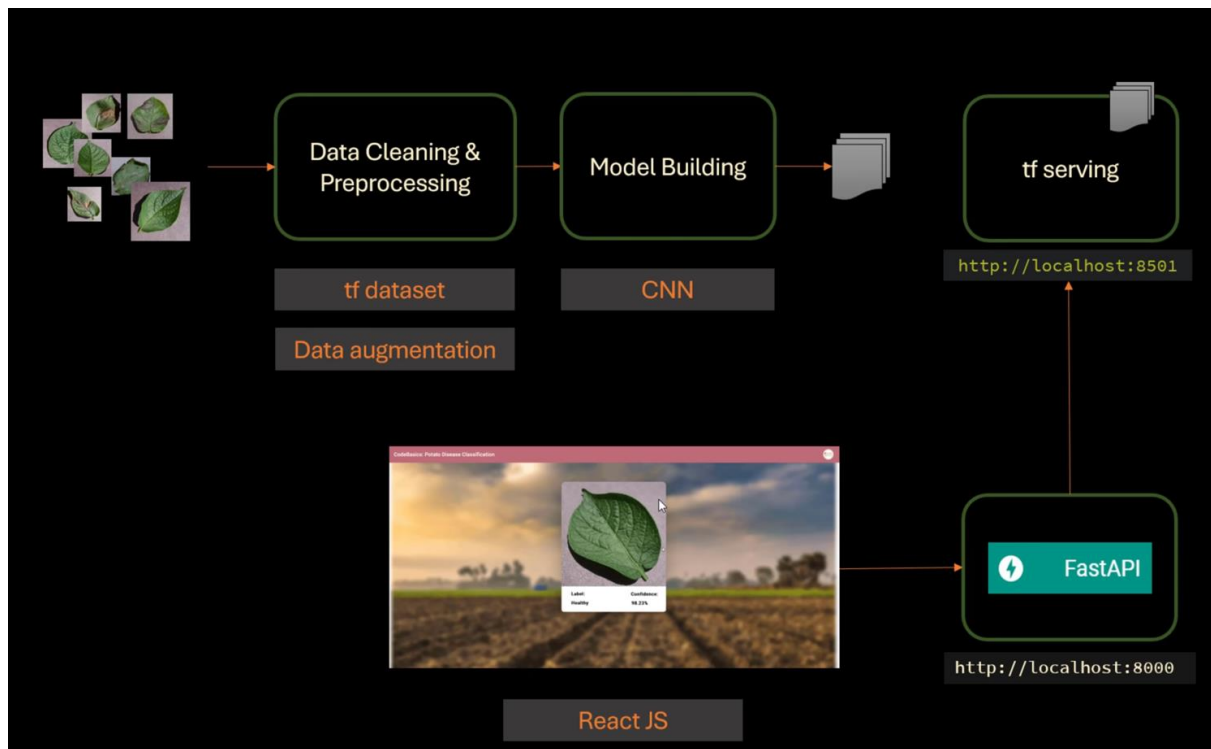 Data Cleaning &
Preprocessing
Model Building
tf serving
http://localhost:8501
tf dataset
CNN
Data augmentation
CodeBasics: Potato Disease Classification
Label:
Confidence:
Healthy
98.23%
FastAPI
http://localhost:8000
React JS